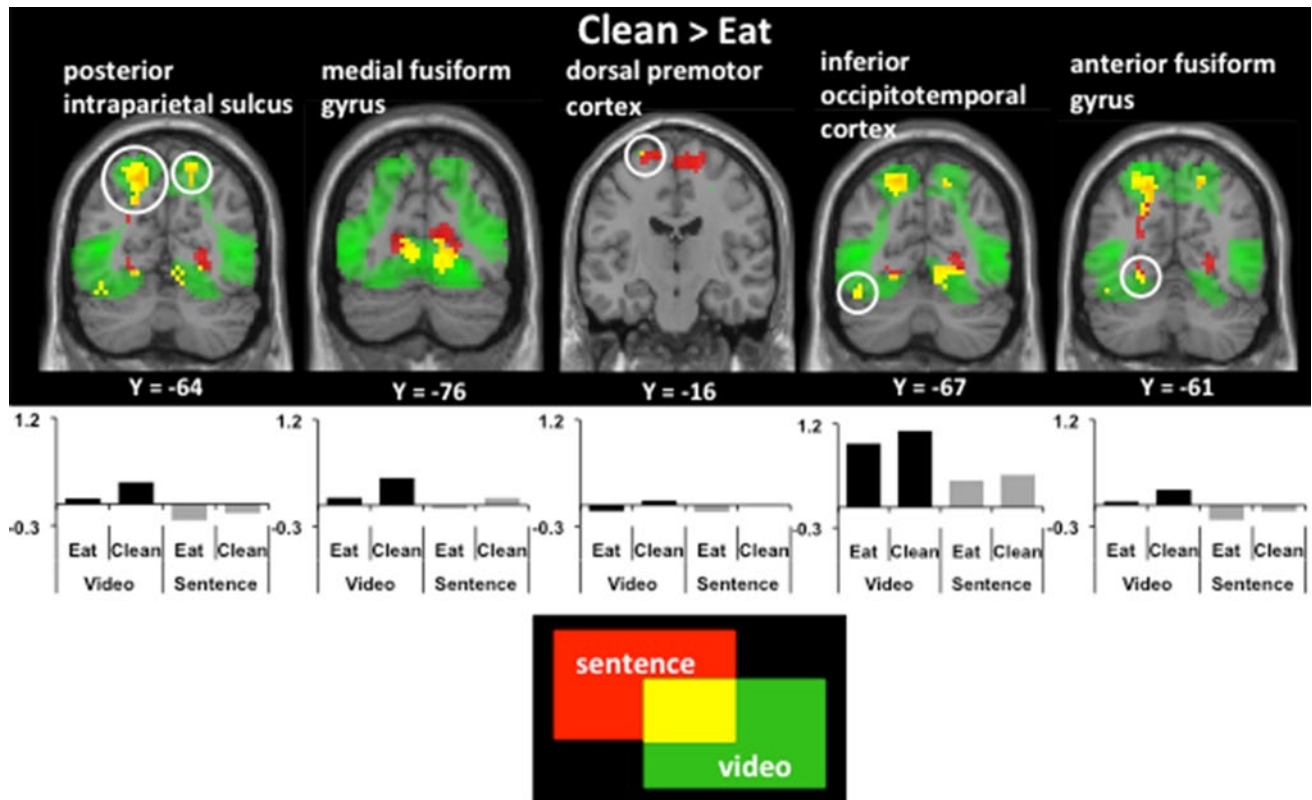 Clean > Eat
posterior
intraparietal sulcus
medial fusiform
gyrus
dorsal premotor
cortex
inferior
occipitotemporal
cortex
anterior fusiform
gyrus
Y = -64
Y = -76
Y = -16
Y = -67
Y = -61
1.2
-0.3
Eat Clean Eat Clean
Video Sentence
1.2
-0.3
Eat Clean Eat Clean
Video Sentence
1.2
-0.3
Eat Clean Eat Clean
Video Sentence
1.2
-0.3
Eat Clean Eat Clean
Video Sentence
1.2
-0.3
Eat Clean Eat Clean
Video Sentence
sentence
video